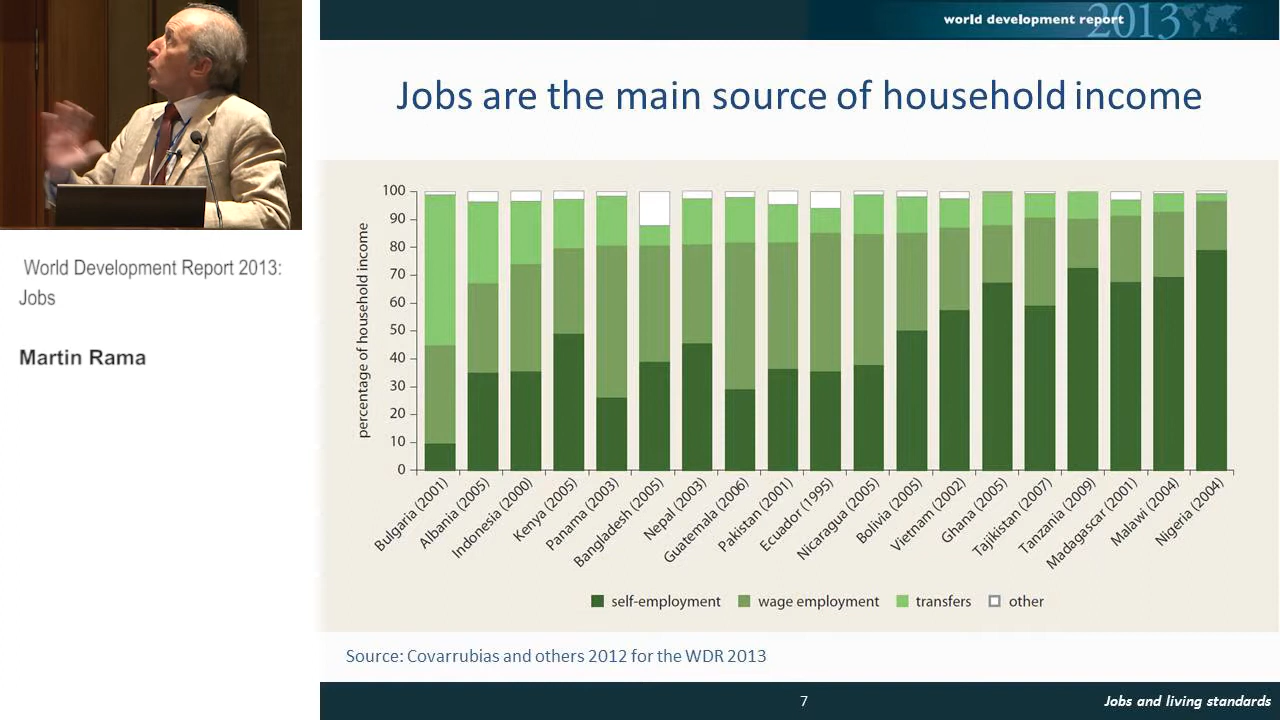 world development report 2013
Jobs are the main source of household income
World Development Report 2013:
Jobs
Martin Rama
percentage of household income
100
90
80
70
60
50
40
30
20
10
0
Bulgaria (2001)
Albania (2005)
Indonesia (2000)
Kenya (2005)
Panama (2003)
Bangladesh (2005)
Nepal (2003)
Guatemala (2006)
Pakistan (2001)
Ecuador (1995)
Nicaragua (2005)
Bolivia (2005)
Vietnam (2002)
Ghana (2005)
Tajikistan (2007)
Tanzania (2009)
Madagascar (2001)
Malawi (2004)
Nigeria (2004)
self-employment wage employment transfers other
Source: Covarrubias and others 2012 for the WDR 2013
7 Jobs and living standards